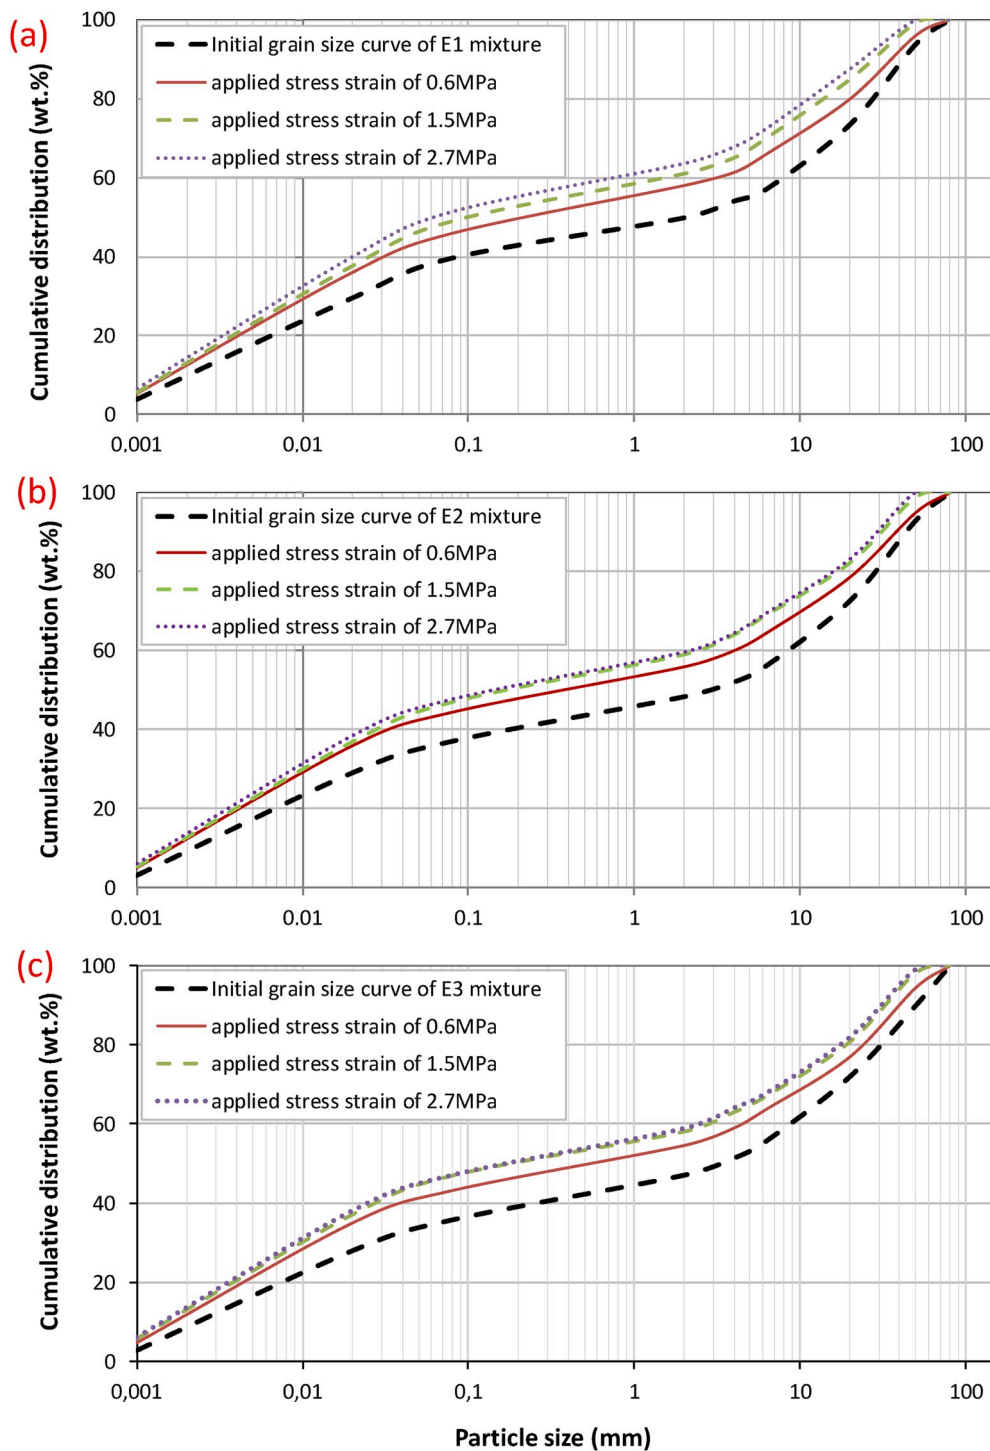 (a)
Cumulative distribution (wt.%)
100
80
60
40
20
0
Initial grain size curve of E1 mixture
applied stress strain of 0.6MPa
applied stress strain of 1.5MPa
applied stress strain of 2.7MPa
0.001
0,01
0,1
1
10
100
(b)
Cumulative distribution (wt.%)
100
80
60
40
20
0
Initial grain size curve of E2 mixture
applied stress strain of 0.6MPa
applied stress strain of 1.5MPa
applied stress strain of 2.7MPa
0.001
0,01
0,1
1
10
100
(c)
Cumulative distribution (wt.%)
100
80
60
40
20
0
Initial grain size curve of E3 mixture
applied stress strain of 0.6MPa
applied stress strain of 1.5MPa
applied stress strain of 2.7MPa
0,001
0,01
0,1
1
10
100
Particle size (mm)